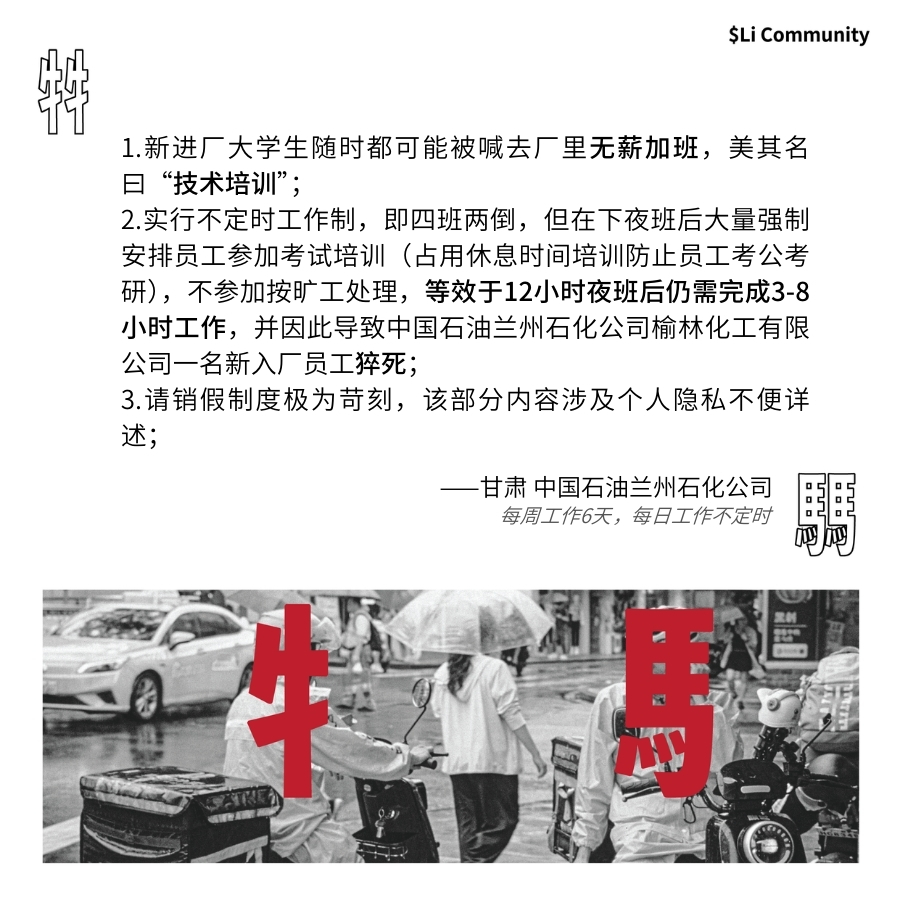 $Li Community
牜牜
1.新进厂大学生随时都可能被喊去厂里无薪加班，美其名
曰“技术培训”；
2.实行不定时工作制，即四班两倒，但在下夜班后大量强制
安排员工参加考试培训（占用休息时间培训防止员工考公考
研），不参加按旷工处理，等效于12小时夜班后仍需完成3-8
小时工作，并因此导致中国石油兰州石化公司榆林化工有限
公司一名新入厂员工猝死；
3.请销假制度极为苛刻，该部分内容涉及个人隐私不便详
述；
——甘肃 中国石油兰州石化公司
每周工作6天，每日工作不定时
馬馬
牛 馬